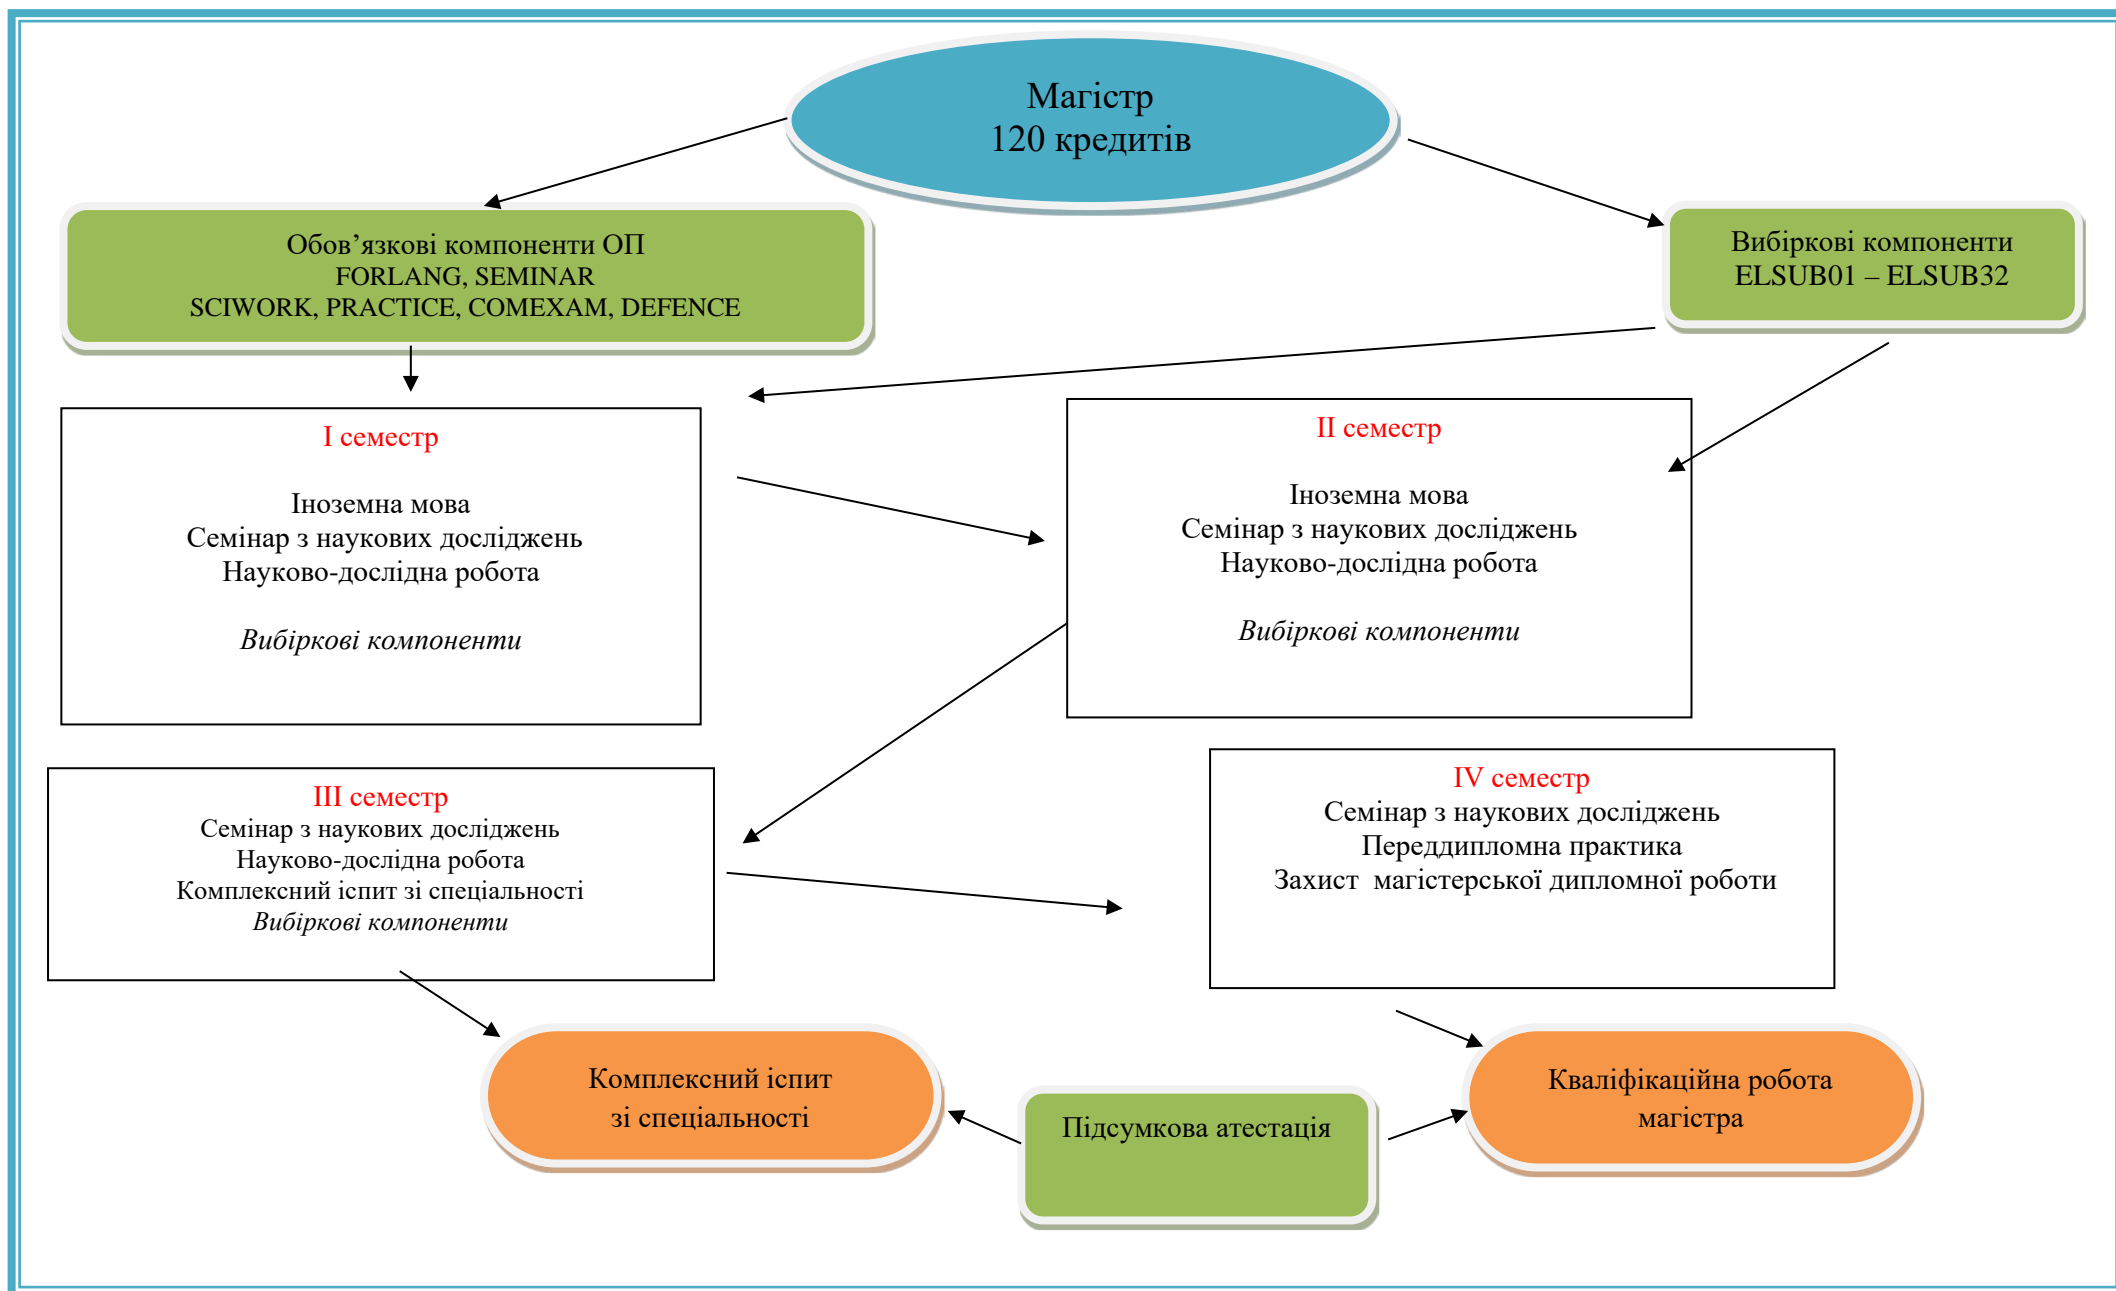 Магістр
120 кредитів
Обов’язкові компоненти ОП
FORLANG, SEMINAR
SCIWORK, PRACTICE, COMEXAM, DEFENCE
Вибіркові компоненти
ELSUB01 – ELSUB32
I семестр
Іноземна мова
Семінар з наукових досліджень
Науково-дослідна робота
Вибіркові компоненти
II семестр
Іноземна мова
Семінар з наукових досліджень
Науково-дослідна робота
Вибіркові компоненти
III семестр
Семінар з наукових досліджень
Науково-дослідна робота
Комплексний іспит зі спеціальності
Вибіркові компоненти
IV семестр
Семінар з наукових досліджень
Переддипломна практика
Захист магістерської дипломної роботи
Комплексний іспит
зі спеціальності
Підсумкова атестація
Кваліфікаційна робота
магістра